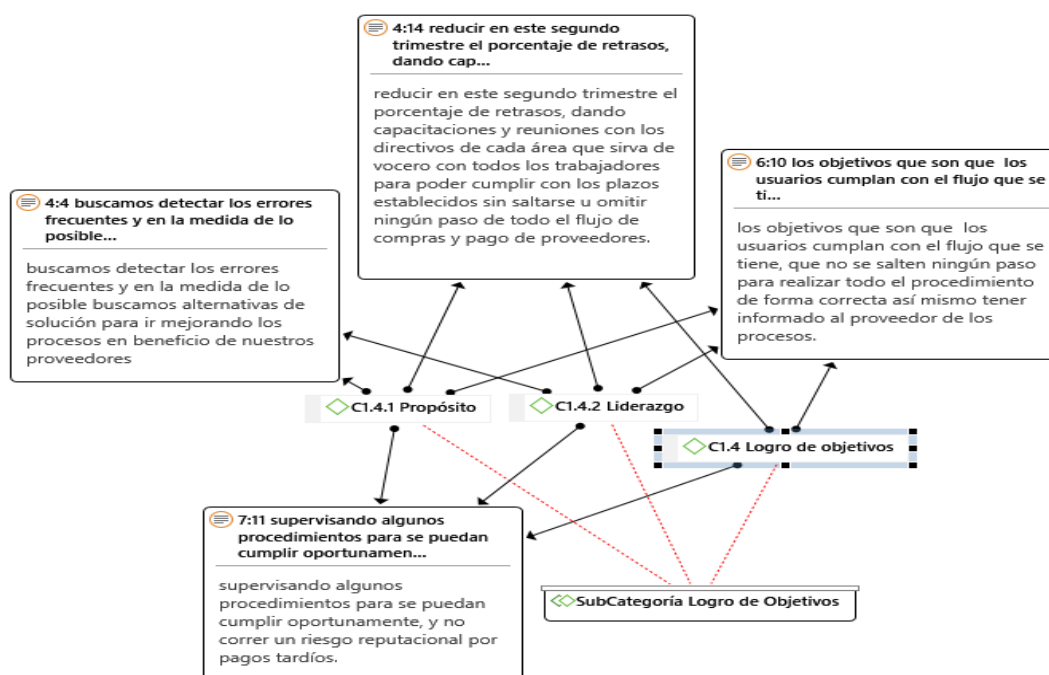 4:14 reducir en este segundo
trimestre el porcentaje de retrasos,
dando cap...
reducir en este segundo trimestre el
porcentaje de retrasos, dando
capacitaciones y reuniones con los
directivos de cada área que sirva de
vocero con todos los trabajadores
para poder cumplir con los plazos
establecidos sin saltarse u omitir
ningún paso de todo el flujo de
compras y pago de proveedores.
6:10 los objetivos que son que  los
usuarios cumplan con el flujo que se
ti...
los objetivos que son que  los
usuarios cumplan con el flujo que se
tiene, que no se salten ningún paso
para realizar todo el procedimiento
de forma correcta así mismo tener
informado al proveedor de los
procesos.
4:4 buscamos detectar los errores
frecuentes y en la medida de lo
posible...
buscamos detectar los errores
frecuentes y en la medida de lo
posible buscamos alternativas de
solución para ir mejorando los
procesos en beneficio de nuestros
proveedores
C1.4.1 Propósito
C1.4.2 Liderazgo
C1.4 Logro de objetivos
7:11 supervisando algunos
procedimientos para se puedan
cumplir oportunamen...
supervisando algunos
procedimientos para se puedan
cumplir oportunamente, y no
correr un riesgo reputacional por
pagos tardíos.
SubCategoría Logro de Objetivos